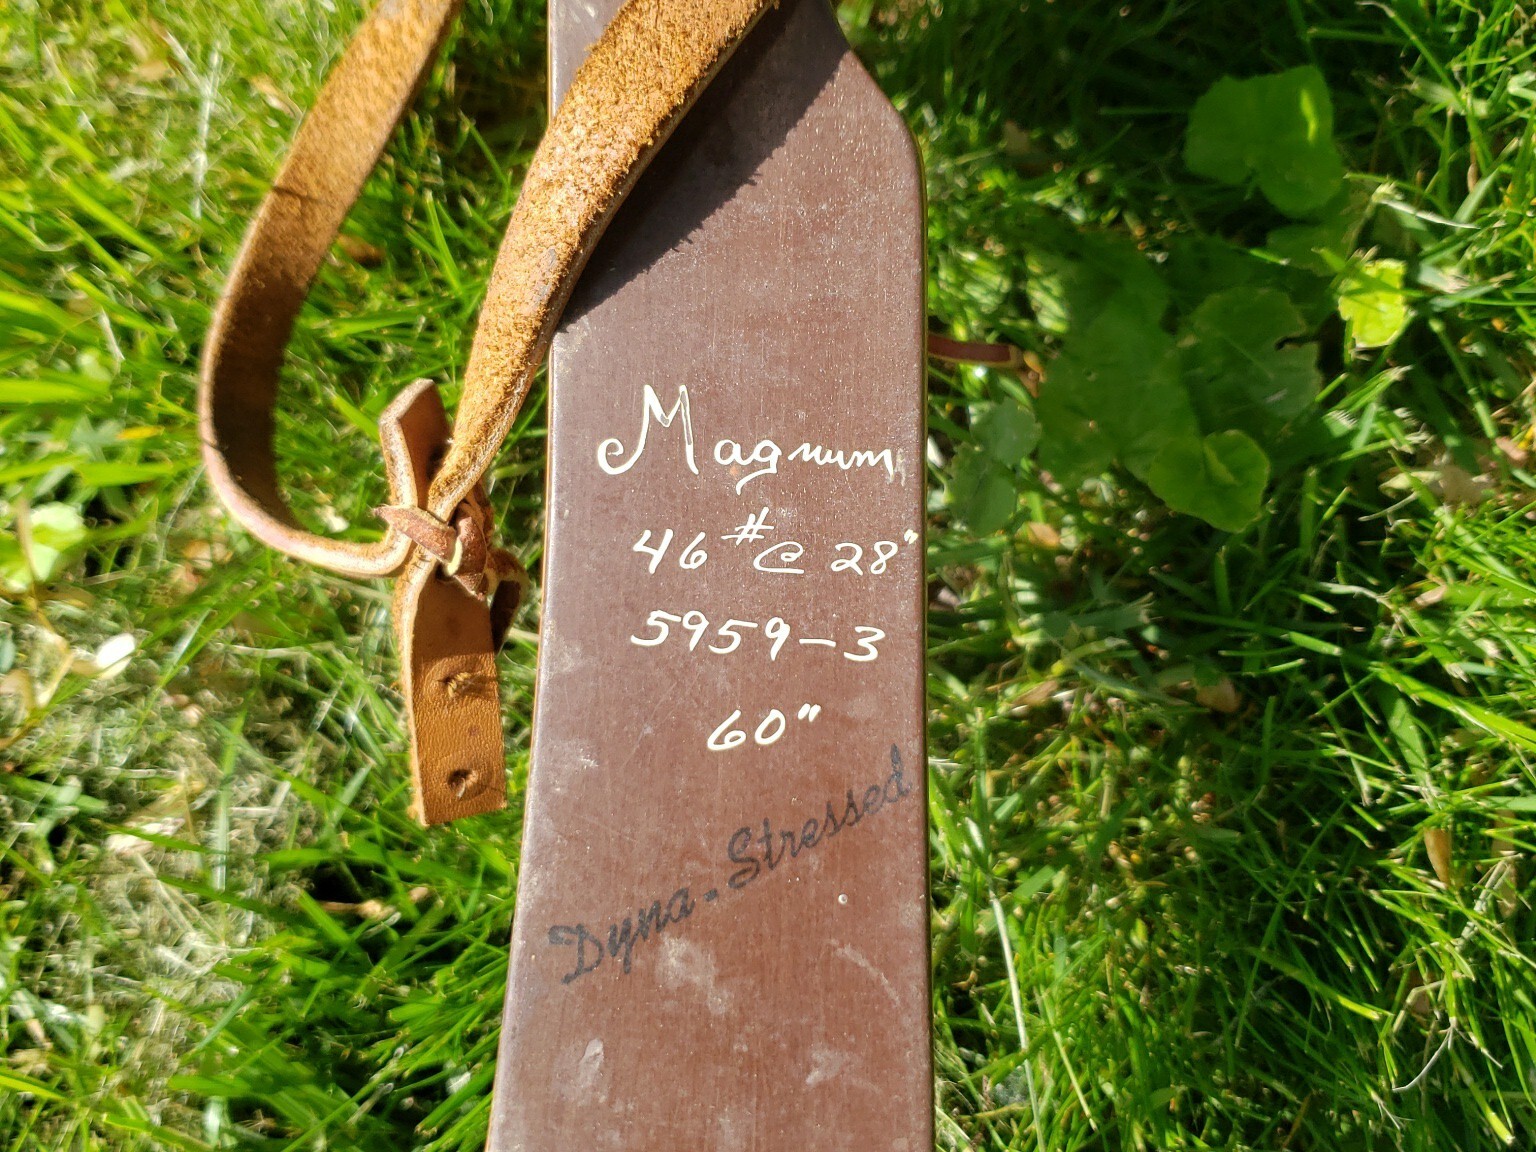 Magnum
46 # @ 28"
5959-3
60"
Dyna-Stressed